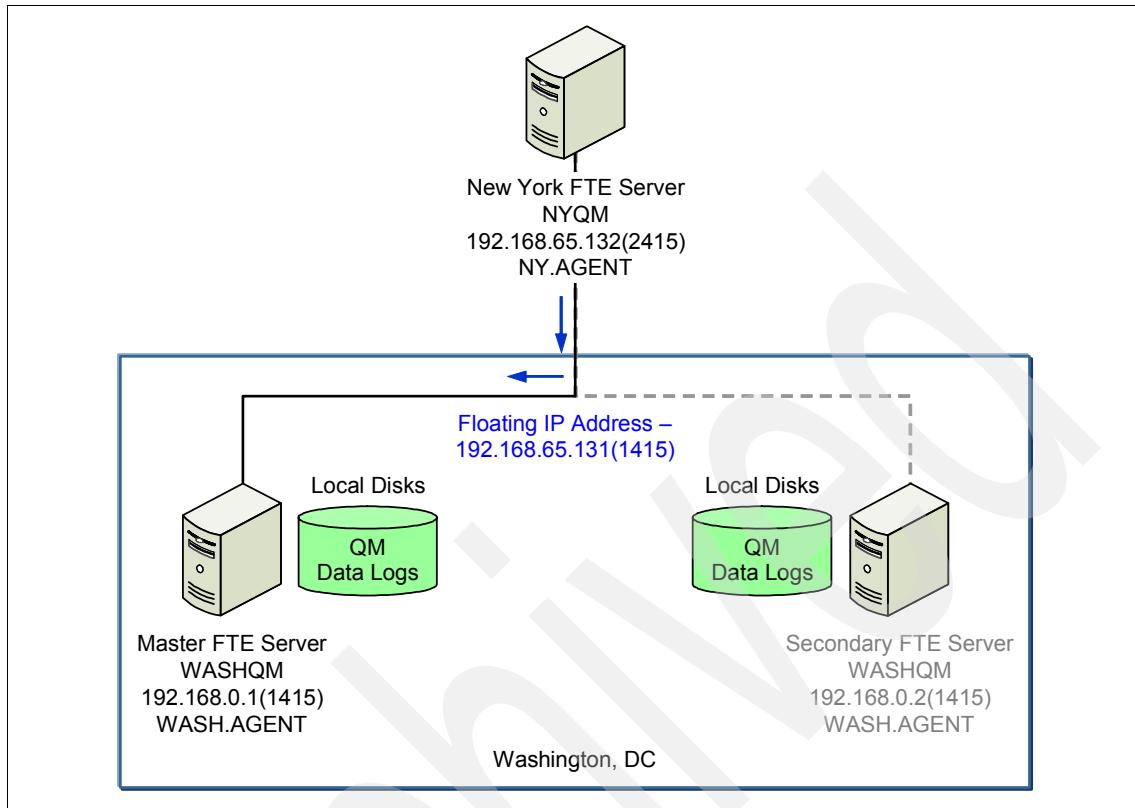 New York FTE Server
NYQM
192.168.65.132(2415)
NY.AGENT
Floating IP Address –
192.168.65.131(1415)
Local Disks
QM
Data Logs
Local Disks
QM
Data Logs
Master FTE Server
WASHQM
192.168.0.1(1415)
WASH.AGENT
Secondary FTE Server
WASHQM
192.168.0.2(1415)
WASH.AGENT
Washington, DC